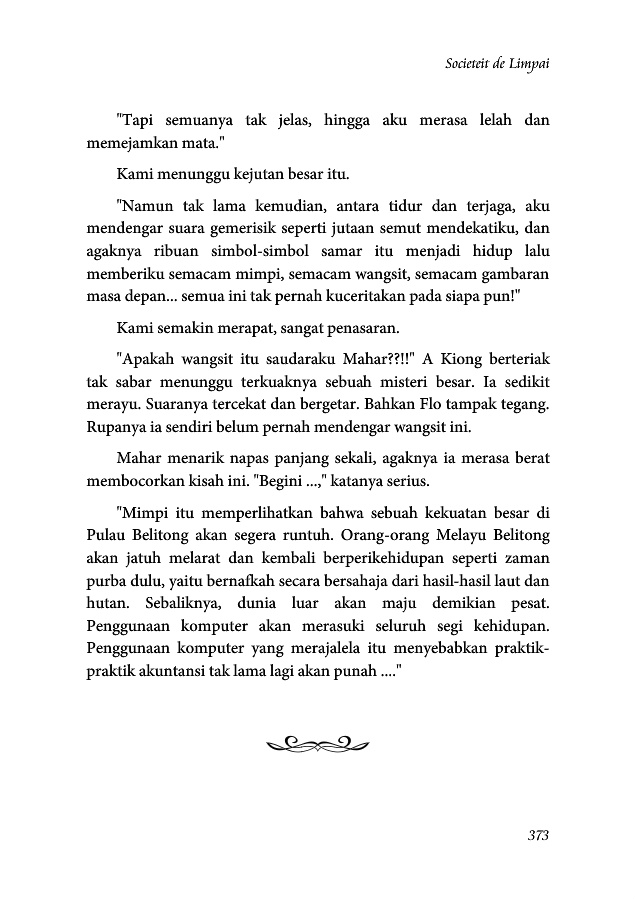 Societeit de Limpai
"Tapi semuanya tak jelas, hingga aku merasa lelah dan
memejamkan mata."
Kami menunggu kejutan besar itu.
"Namun tak lama kemudian, antara tidur dan terjaga, aku
mendengar suara gemerisik seperti jutaan semut mendekatiku, dan
agaknya ribuan simbol-simbol samar itu menjadi hidup lalu
memberiku semacam mimpi, semacam wangsit, semacam gambaran
masa depan... semua ini tak pernah kuceritakan pada siapa pun!"
Kami semakin merapat, sangat penasaran.
"Apakah wangsit itu saudaraku Mahar??!!" A Kiong berteriak
tak sabar menunggu terkuaknya sebuah misteri besar. Ia sedikit
merayu. Suaranya tercekat dan bergetar. Bahkan Flo tampak tegang.
Rupanya ia sendiri belum pernah mendengar wangsit ini.
Mahar menarik napas panjang sekali, agaknya ia merasa berat
membocorkan kisah ini. "Begini ...," katanya serius.
"Mimpi itu memperlihatkan bahwa sebuah kekuatan besar di
Pulau Belitong akan segera runtuh. Orang-orang Melayu Belitong
akan jatuh melarat dan kembali berperikehidupan seperti zaman
purba dulu, yaitu bernafkah secara bersahaja dari hasil-hasil laut dan
hutan. Sebaliknya, dunia luar akan maju demikian pesat.
Penggunaan komputer akan merasuki seluruh segi kehidupan.
Penggunaan komputer yang merajalela itu menyebabkan praktik-
praktik akuntansi tak lama lagi akan punah ...."
373